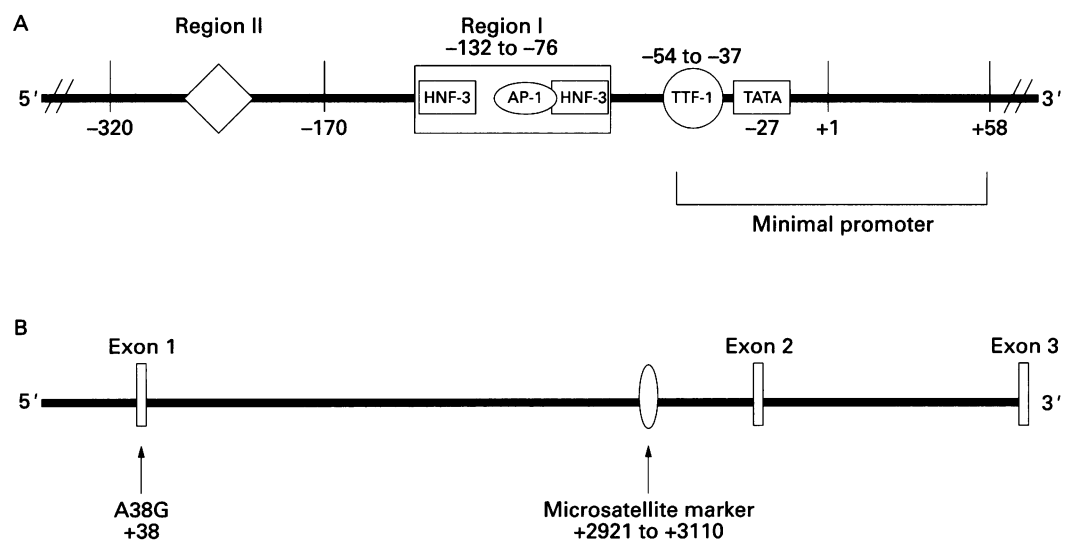 A
Region II
Region I
–132 to –76
–54 to –37
5′ HNF-3 AP-1 HNF-3 TTF-1 TATA 3′
–320 –170 –27 +1 +58
Minimal promoter
B
Exon 1 Exon 2 Exon 3
5′ 3′
A38G
+38
Microsatellite marker
+2921 to +3110